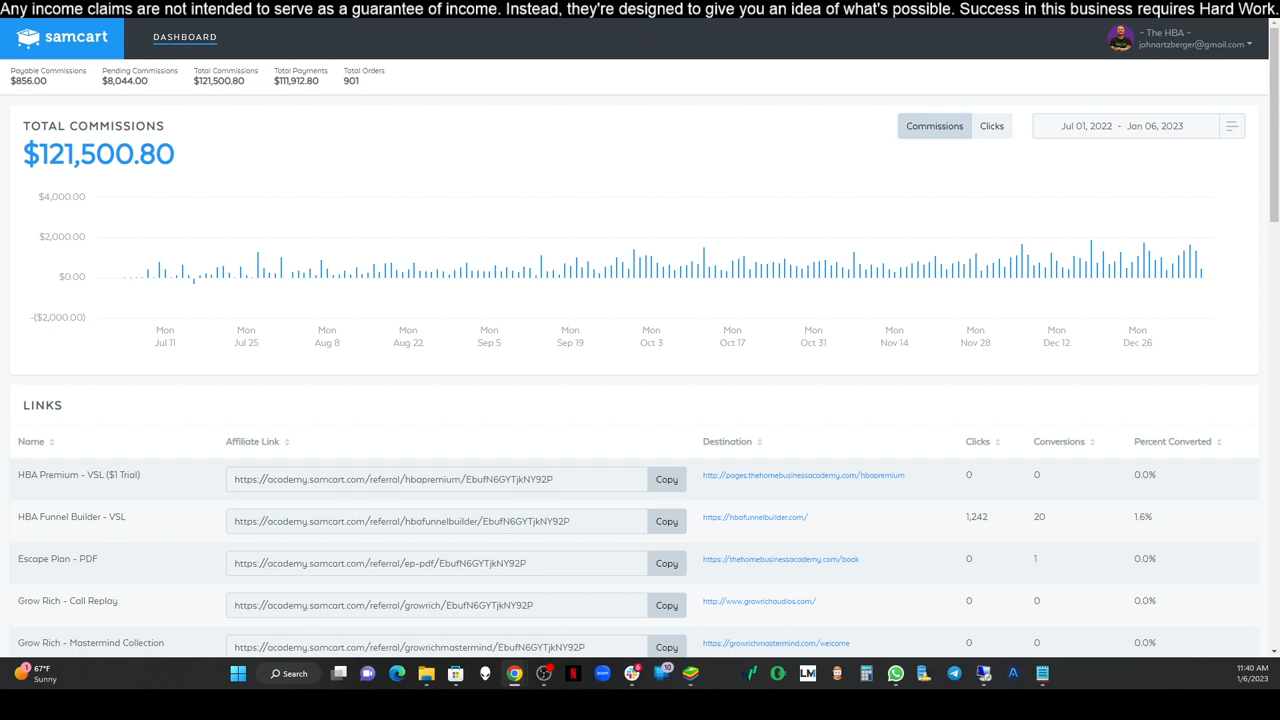 Any income claims are not intended to serve as a guarantee of income. Instead, they're designed to give you an idea of what's possible. Success in this business requires Hard Work.
samcart
DASHBOARD
~ The HBA ~
johnartzberger@gmail.com
Payable Commissions Pending Commissions Total Commissions Total Payments Total Orders
$856.00 $8,044.00 $121,500.80 $111,912.80 901
TOTAL COMMISSIONS
Commissions Clicks Jul 01, 2022 - Jan 06, 2023
$121,500.80
$4,000.00
$2,000.00
$0.00
-($2,000.00)
Mon Mon Mon Mon Mon Mon Mon Mon Mon Mon Mon Mon Mon
Jul 11 Jul 25 Aug 8 Aug 22 Sep 5 Sep 19 Oct 3 Oct 17 Oct 31 Nov 14 Nov 28 Dec 12 Dec 26
LINKS
Name Affiliate Link Destination Clicks Conversions Percent Converted
HBA Premium - VSL ($1 Trial) https://academy.samcart.com/referral/hbapremium/EbufN6GYTjkNY92P Copy http://pages.thehomebusinessacademy.com/hbapremium 0 0 0.0%
HBA Funnel Builder - VSL https://academy.samcart.com/referral/hbafunnelbuilder/EbufN6GYTjkNY92P Copy https://hbafunnelbuilder.com/ 1,242 20 1.6%
Escape Plan - PDF https://academy.samcart.com/referral/ep-pdf/EbufN6GYTjkNY92P Copy https://thehomebusinessacademy.com/book 0 1 0.0%
Grow Rich - Call Replay https://academy.samcart.com/referral/growrich/EbufN6GYTjkNY92P Copy http://www.growrichaudios.com/ 0 0 0.0%
Grow Rich - Mastermind Collection https://academy.samcart.com/referral/growrichmastermind/EbufN6GYTjkNY92P Copy https://growrichmastermind.com/welcome 0 0 0.0%
67°F
Sunny
Search
LM
11:40 AM
1/6/2023